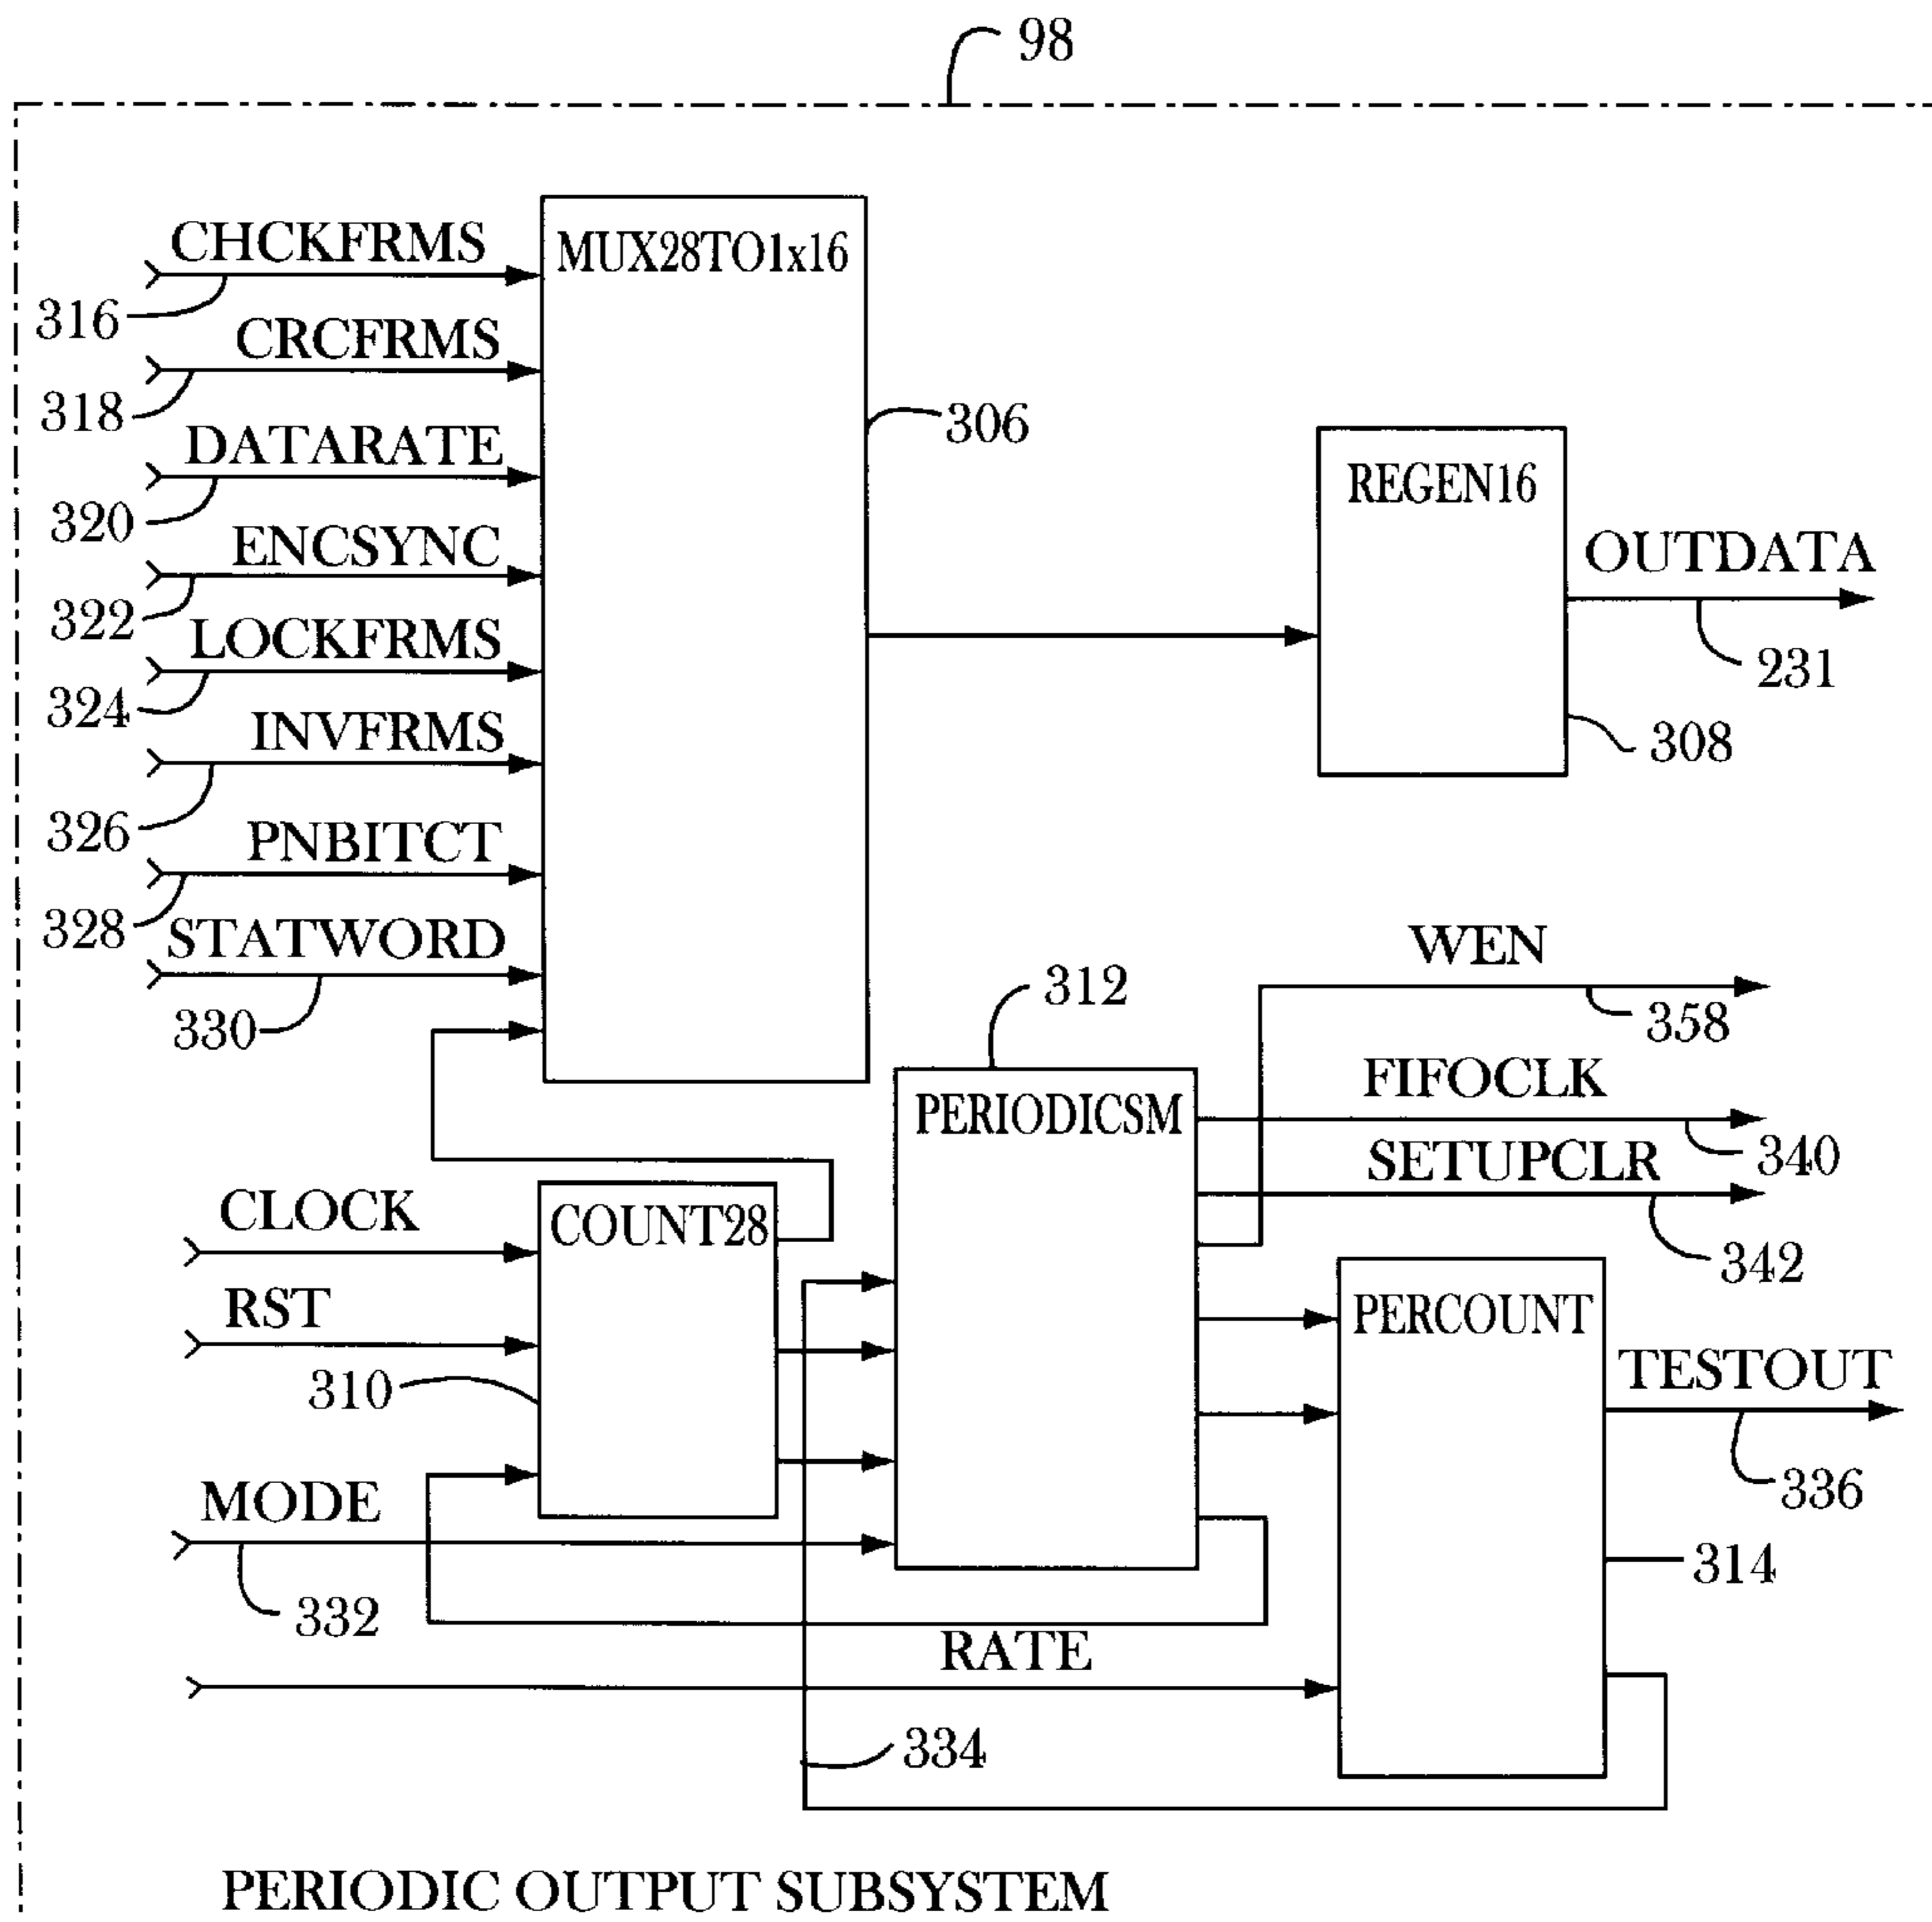 98
CHCKFRMS
MUX28TO1x16
316
CRCFRMS
318
306
DATARATE
REGEN16
320
ENCSYNC
OUTDATA
322
LOCKFRMS
231
324
INVFRMS
308
326
PNBITCT
328
STATWORD
WEN
312
330
358
PERIODICSM
FIFOCLK
340
SETUPCLR
CLOCK
COUNT28
342
RST
PERCOUNT
310
TESTOUT
MODE
336
314
332
RATE
334
PERIODIC OUTPUT SUBSYSTEM